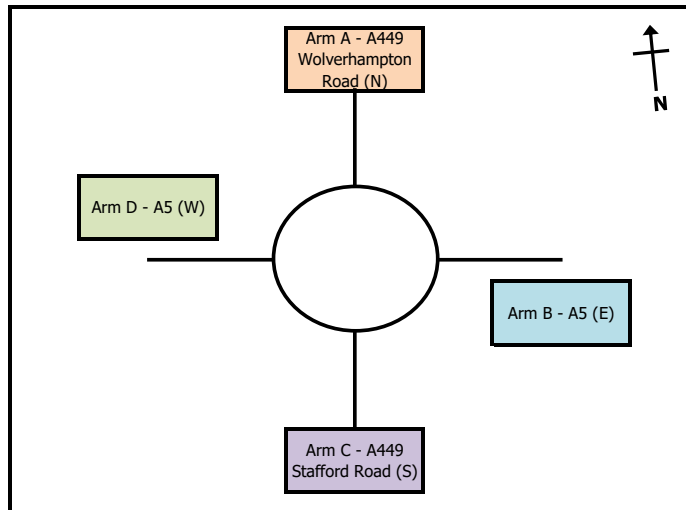 Arm A - A449
Wolverhampton
Road (N)
N
Arm D - A5 (W)
Arm B - A5 (E)
Arm C - A449
Stafford Road (S)